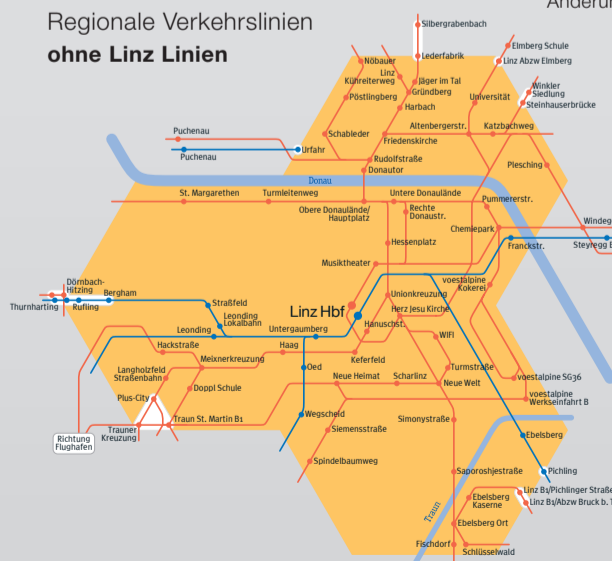 Änderun
Regionale Verkehrslinien
ohne Linz Linien
Silbergrabenbach
Lederfabrik
Elmberg Schule
Linz Abzw Elmberg
Nöbauer
Linz
Jäger im Tal
Kühreiterweg
Gründberg
Pöstlingberg
Harbach
Universität
Winkler
Siedlung
Steinhauserbrücke
Puchenau
Puchenau
Urfahr
Schableder
Friedenskirche
Altenbergerstr.
Katzbachweg
Rudolfstraße
Donautor
Plesching
Donau
St. Margarethen
Turmleitenweg
Untere Donaulände
Obere Donaulände/
Hauptplatz
Rechte
Donaustr.
Pummererstr.
Chemiepark
Windeg
Franckstr.
Steyregg B
Hessenplatz
Musiktheater
voestalpine
Kokerei
Dörnbach-
Hitzing
Bergham
Thurnharting
Rufling
Straßfeld
Leonding
Lokalbahn
Leonding
Untergaumberg
Linz Hbf
Unionkreuzung
Herz Jesu Kirche
Hanuschst.
WIFI
Hackstraße
Meixnerkreuzung
Haag
Keferfeld
Langholzfeld
Straßenbahn
Doppl Schule
Oed
Turmstraße
Neue Heimat
Scharlinz
Neue Welt
voestalpine SG36
voestalpine
Werkseinfahrt B
Plus-City
Traun St. Martin B1
Trauner
Kreuzung
Richtung
Flughafen
Wegscheid
Siemensstraße
Simonystraße
Ebelsberg
Spindelbaumweg
Saporoshjestraße
Pichling
Traun
Ebelsberg
Kaserne
Linz B1/Pichlinger Straße
Linz B1/Abzw Bruck b. T
Ebelsberg Ort
Fischdorf
Schlüsselwald